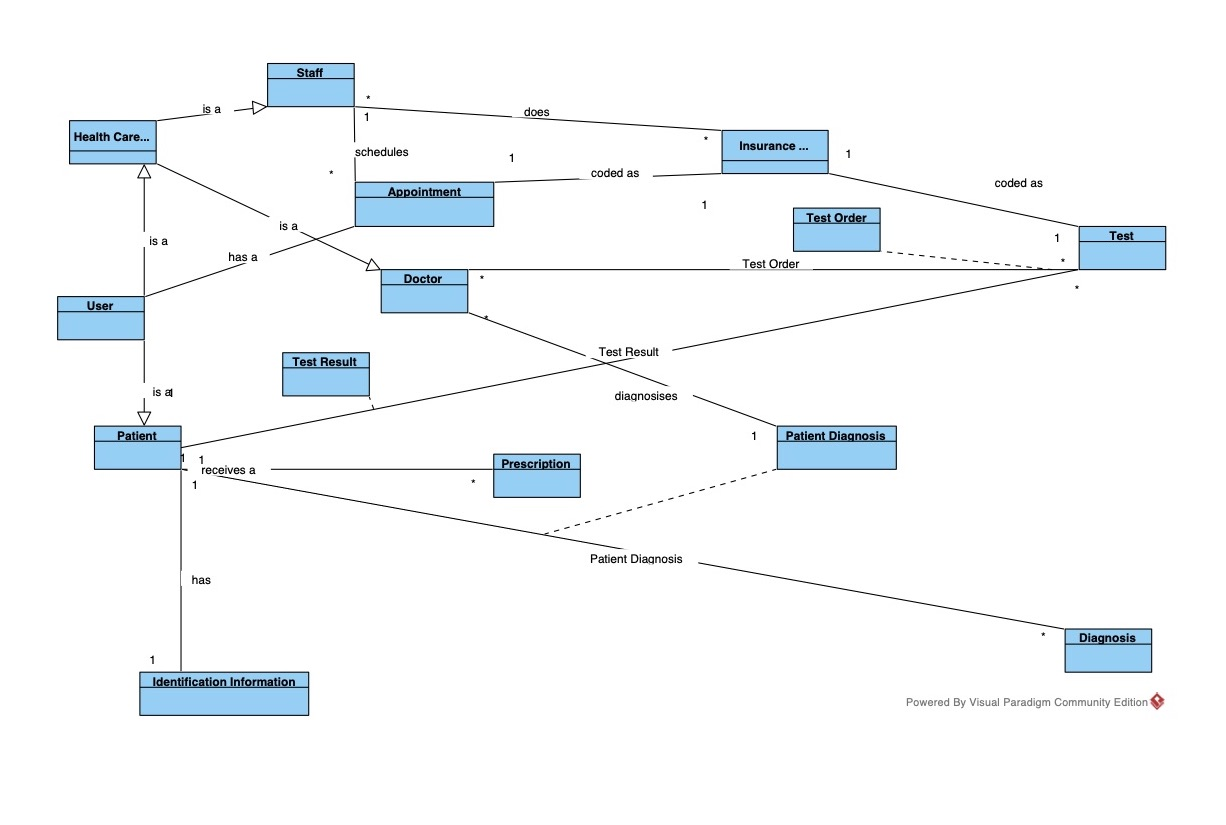 Staff
*
is a
1
does
Health Care...
*
Insurance ...
schedules
1
1
*
coded as
coded as
Appointment
1
Test Order
is a
Test
is a
1
has a
Test Order
*
Doctor
*
*
User
*
Test Result
Test Result
is a1
diagnosises
Patient
1
Patient Diagnosis
1
1
receives a
Prescription
1
*
Patient Diagnosis
has
*
Diagnosis
1
Identification Information
Powered By Visual Paradigm Community Edition